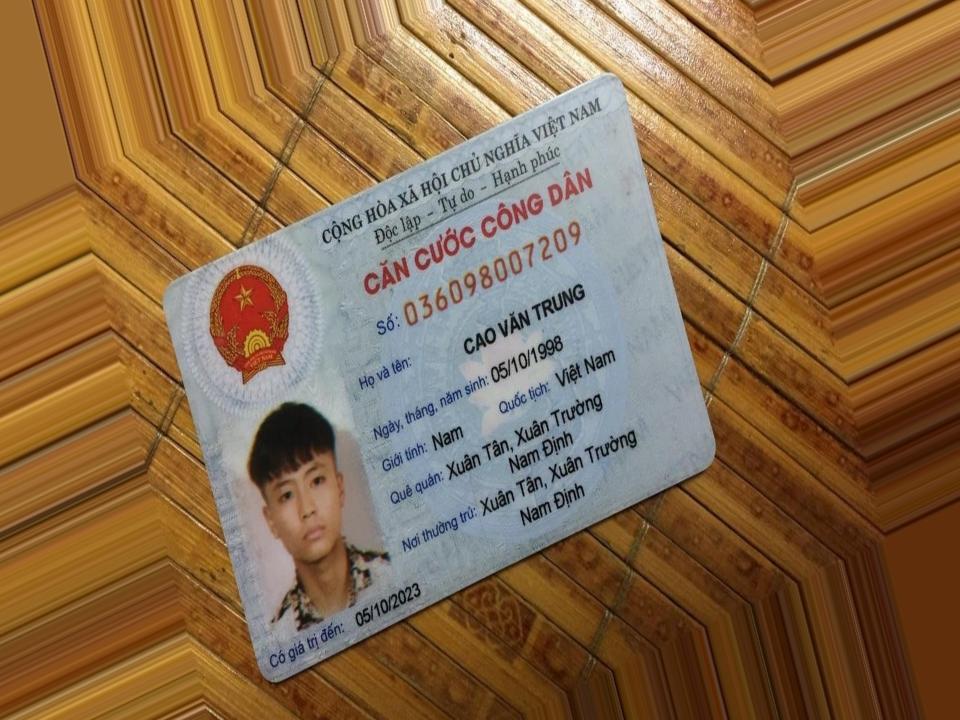 CỘNG HÒA XÃ HỘI CHỦ NGHĨA VIỆT NAM
Độc lập - Tự do - Hạnh phúc
CĂN CƯỚC CÔNG DÂN
Số: 036098007209
Họ và tên: CAO VĂN TRUNG
Ngày, tháng, năm sinh: 05/10/1998
Giới tính: Nam Quốc tịch: Việt Nam
Quê quán: Xuân Tân, Xuân Trường
Nam Định
Nơi thường trú: Xuân Tân, Xuân Trường
Nam Định
Có giá trị đến: 05/10/2023